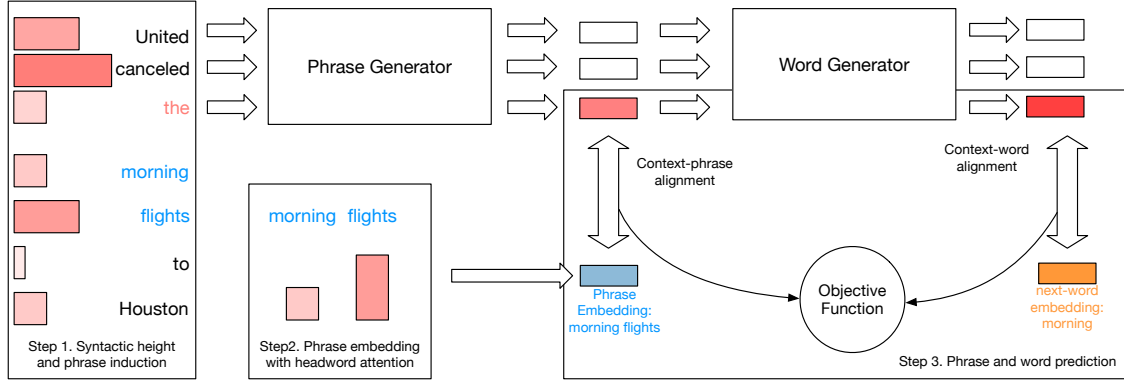 United
canceled
the
morning
flights
to
Houston
Step 1. Syntactic height
and phrase induction
Phrase Generator
morning flights
Step2. Phrase embedding
with headword attention
Word Generator
Context-phrase
alignment
Context-word
alignment
Phrase
Embedding:
morning flights
Objective
Function
next-word
embedding:
morning
Step 3. Phrase and word prediction